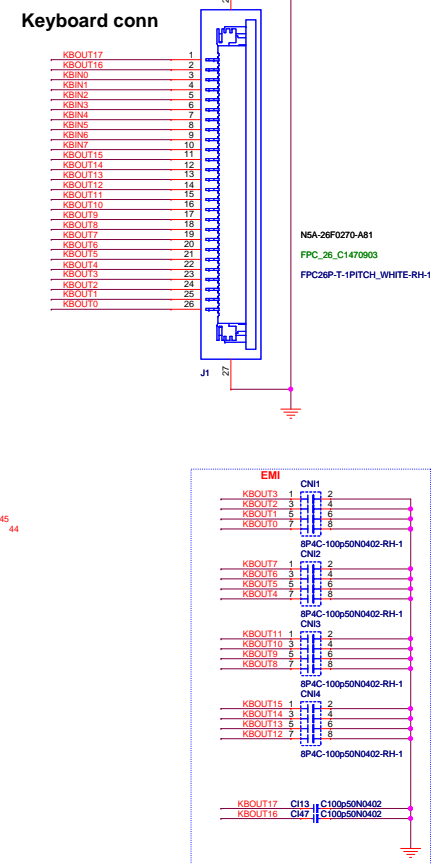 Keyboard conn
KBOUT17 1
KBOUT16 2
KBIN0 3
KBIN1 4
KBIN2 5
KBIN3 6
KBIN4 7
KBIN5 8
KBIN6 9
KBIN7 10
KBOUT15 11
KBOUT14 12
KBOUT13 13
KBOUT12 14
KBOUT11 15
KBOUT10 16
KBOUT9 17
KBOUT8 18
KBOUT7 19
KBOUT6 20
KBOUT5 21
KBOUT4 22
KBOUT3 23
KBOUT2 24
KBOUT1 25
KBOUT0 26
N5A-26F0270-A81
FPC_26_C1470903
FPC26P-T-1PITCH_WHITE-RH-1
J1
27
45
44
EMI
CNI1
KBOUT3 1 2
KBOUT2 3 4
KBOUT1 5 6
KBOUT0 7 8
8P4C-100p50N0402-RH-1
CNI2
KBOUT7 1 2
KBOUT6 3 4
KBOUT5 5 6
KBOUT4 7 8
8P4C-100p50N0402-RH-1
CNI3
KBOUT11 1 2
KBOUT10 3 4
KBOUT9 5 6
KBOUT8 7 8
8P4C-100p50N0402-RH-1
CNI4
KBOUT15 1 2
KBOUT14 3 4
KBOUT13 5 6
KBOUT12 7 8
8P4C-100p50N0402-RH-1
KBOUT17 CI13 C100p50N0402
KBOUT16 CI47 C100p50N0402